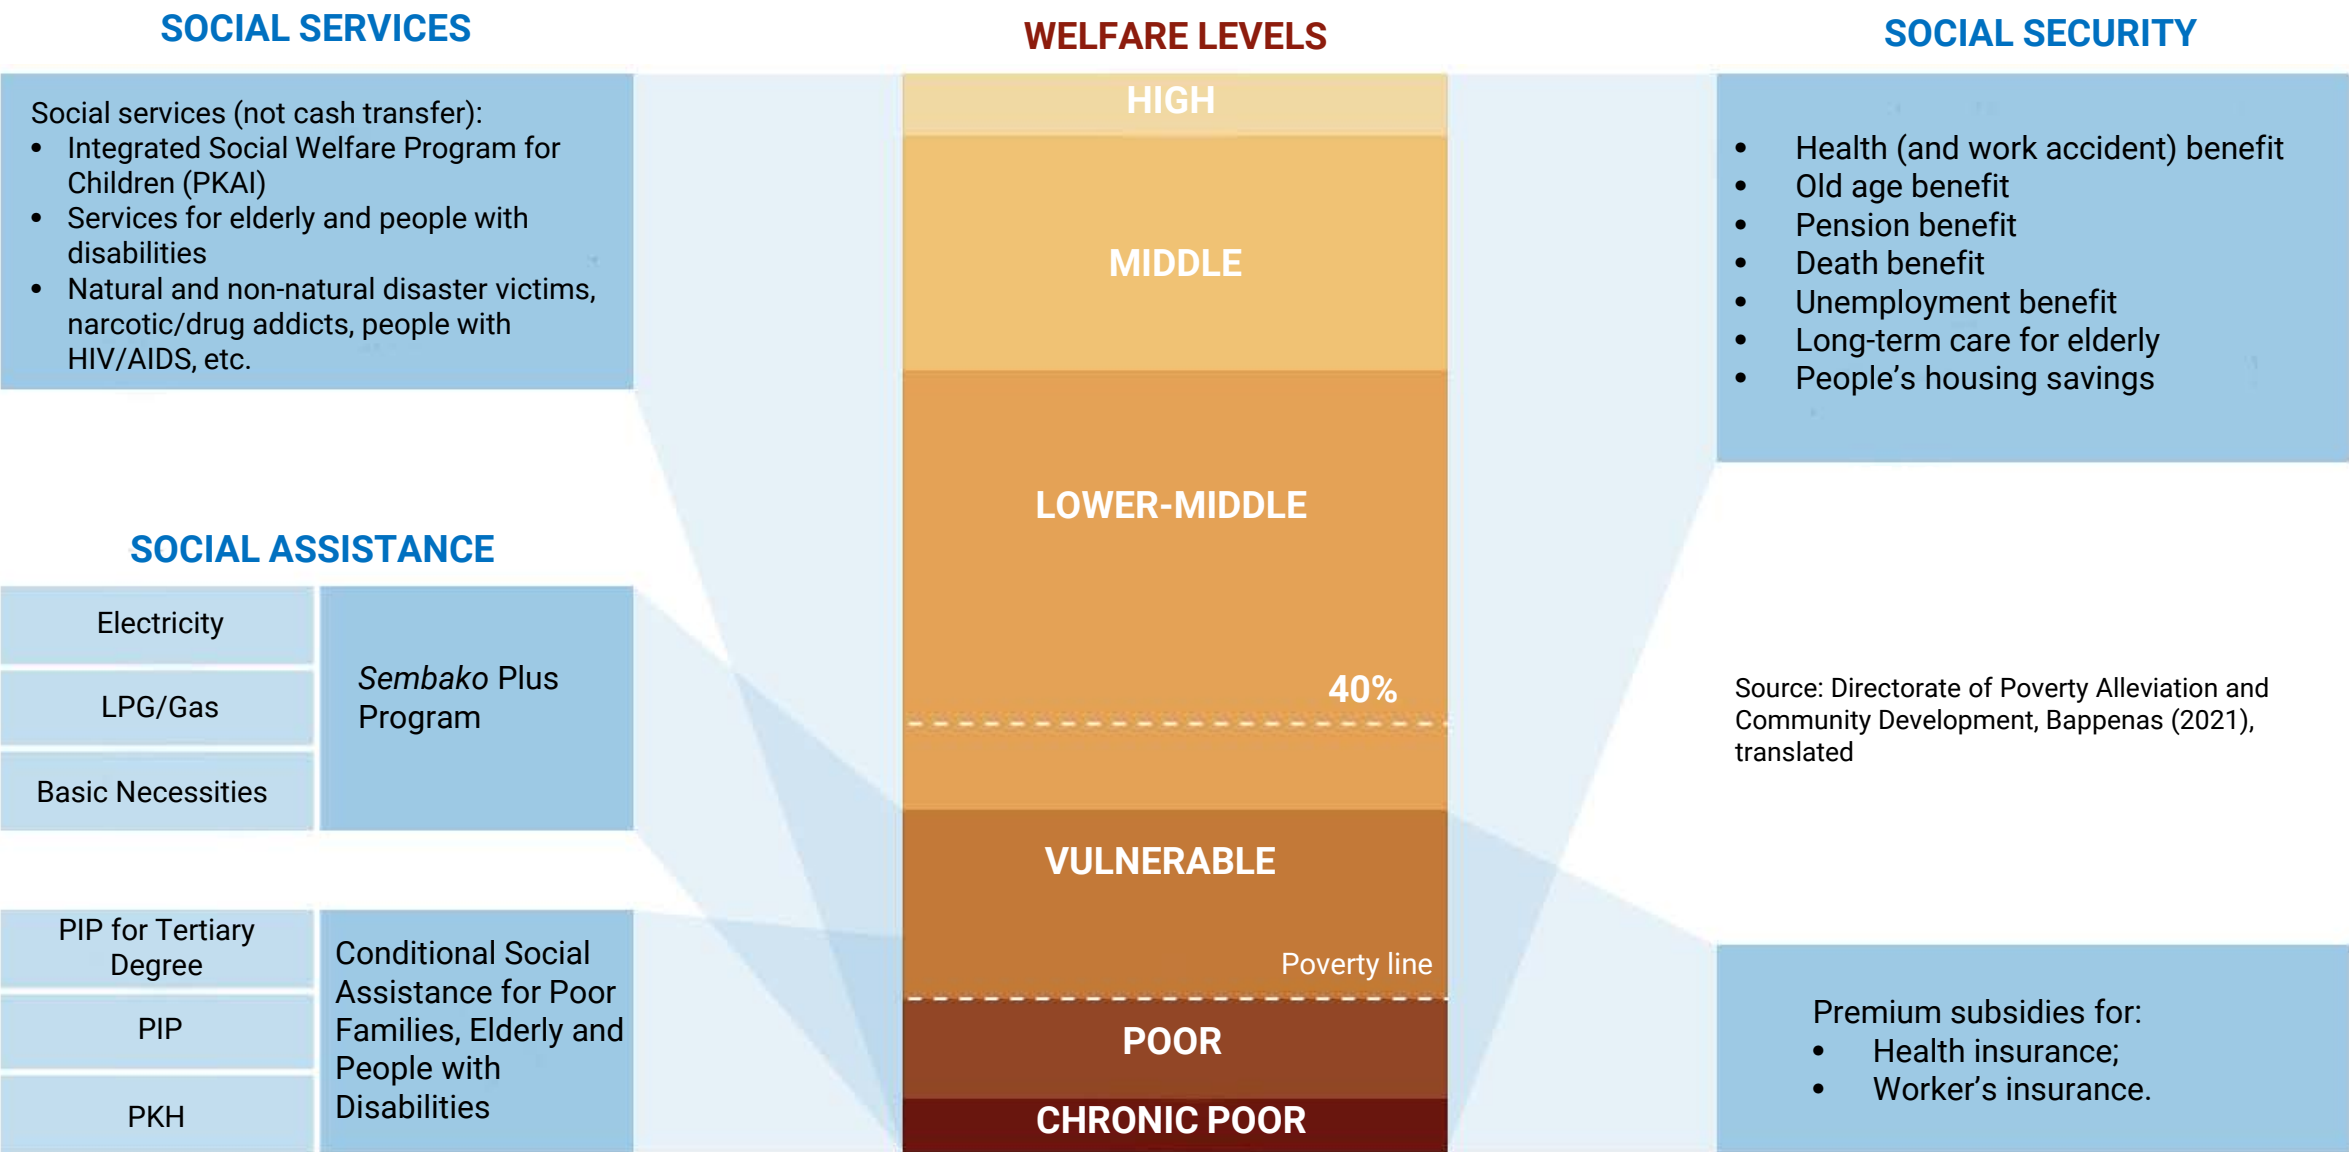 SOCIAL SERVICES
Social services (not cash transfer):
• Integrated Social Welfare Program for
Children (PKAI)
• Services for elderly and people with
disabilities
• Natural and non-natural disaster victims,
narcotic/drug addicts, people with
HIV/AIDS, etc.
SOCIAL ASSISTANCE
Electricity
LPG/Gas
Basic Necessities
Sembako Plus
Program
PIP for Tertiary
Degree
PIP
PKH
Conditional Social
Assistance for Poor
Families, Elderly and
People with
Disabilities
WELFARE LEVELS
HIGH
MIDDLE
LOWER-MIDDLE
40%
VULNERABLE
Poverty line
POOR
CHRONIC POOR
SOCIAL SECURITY
• Health (and work accident) benefit
• Old age benefit
• Pension benefit
• Death benefit
• Unemployment benefit
• Long-term care for elderly
• People’s housing savings
Source: Directorate of Poverty Alleviation and
Community Development, Bappenas (2021),
translated
Premium subsidies for:
• Health insurance;
• Worker’s insurance.